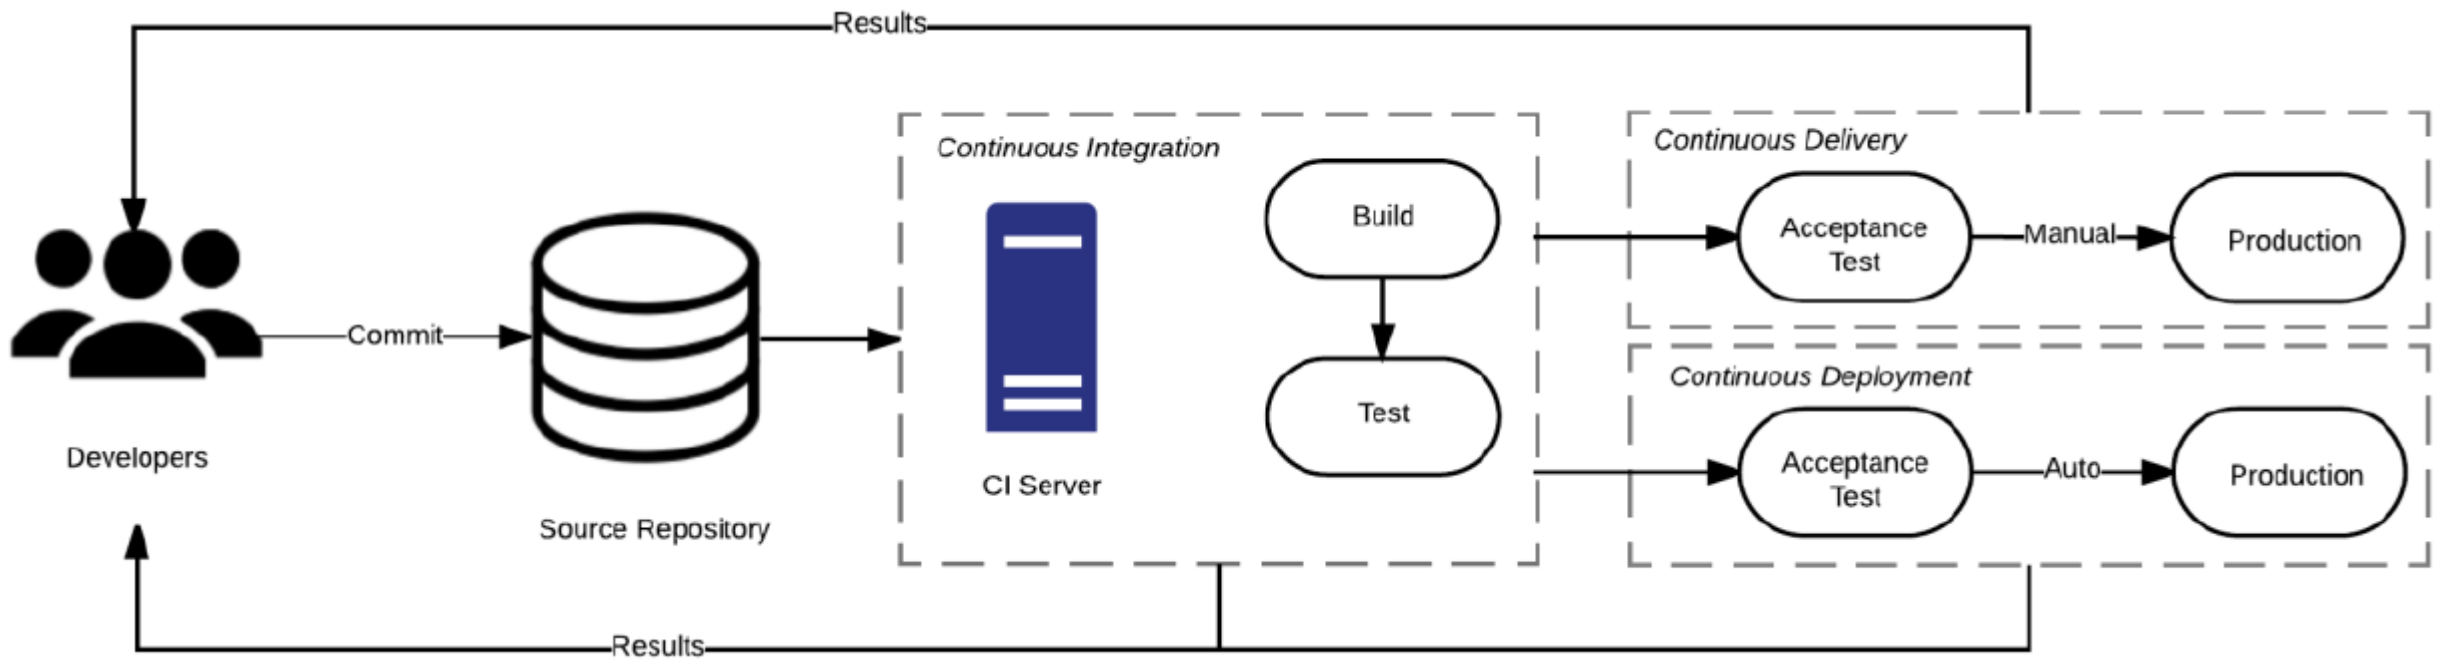 Results
Continuous Integration
Continuous Delivery
Build
Acceptance
Test
Manual
Production
Commit
Continuous Deployment
Test
Acceptance
Test
Auto
Production
Developers
CI Server
Source Repository
Results